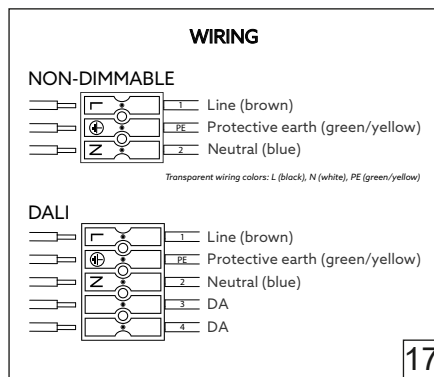 WIRING
NON-DIMMABLE
L 1 Line (brown)
PE Protective earth (green/yellow)
N 2 Neutral (blue)
Transparent wiring colors: L (black), N (white), PE (green/yellow)
DALI
L 1 Line (brown)
PE Protective earth (green/yellow)
N 2 Neutral (blue)
3 DA
4 DA
17